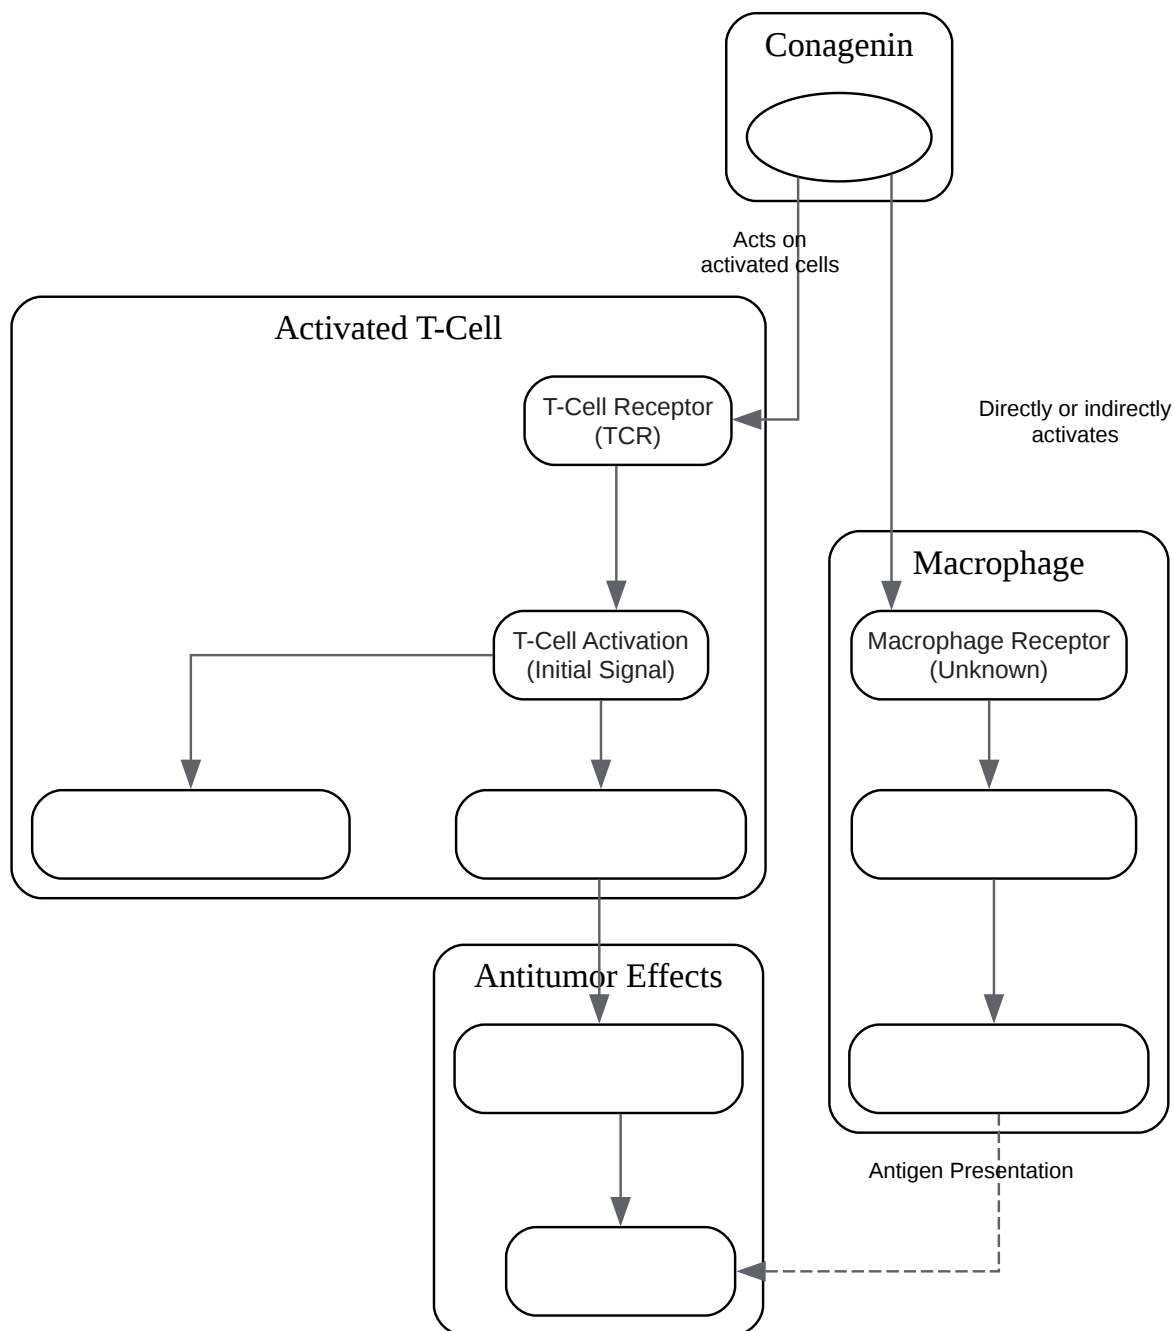 Conagenin
Acts on
activated cells
Activated T-Cell
T-Cell Receptor
(TCR)
Directly or indirectly
activates
Macrophage
T-Cell Activation
(Initial Signal)
Macrophage Receptor
(Unknown)
Antitumor Effects
Antigen Presentation